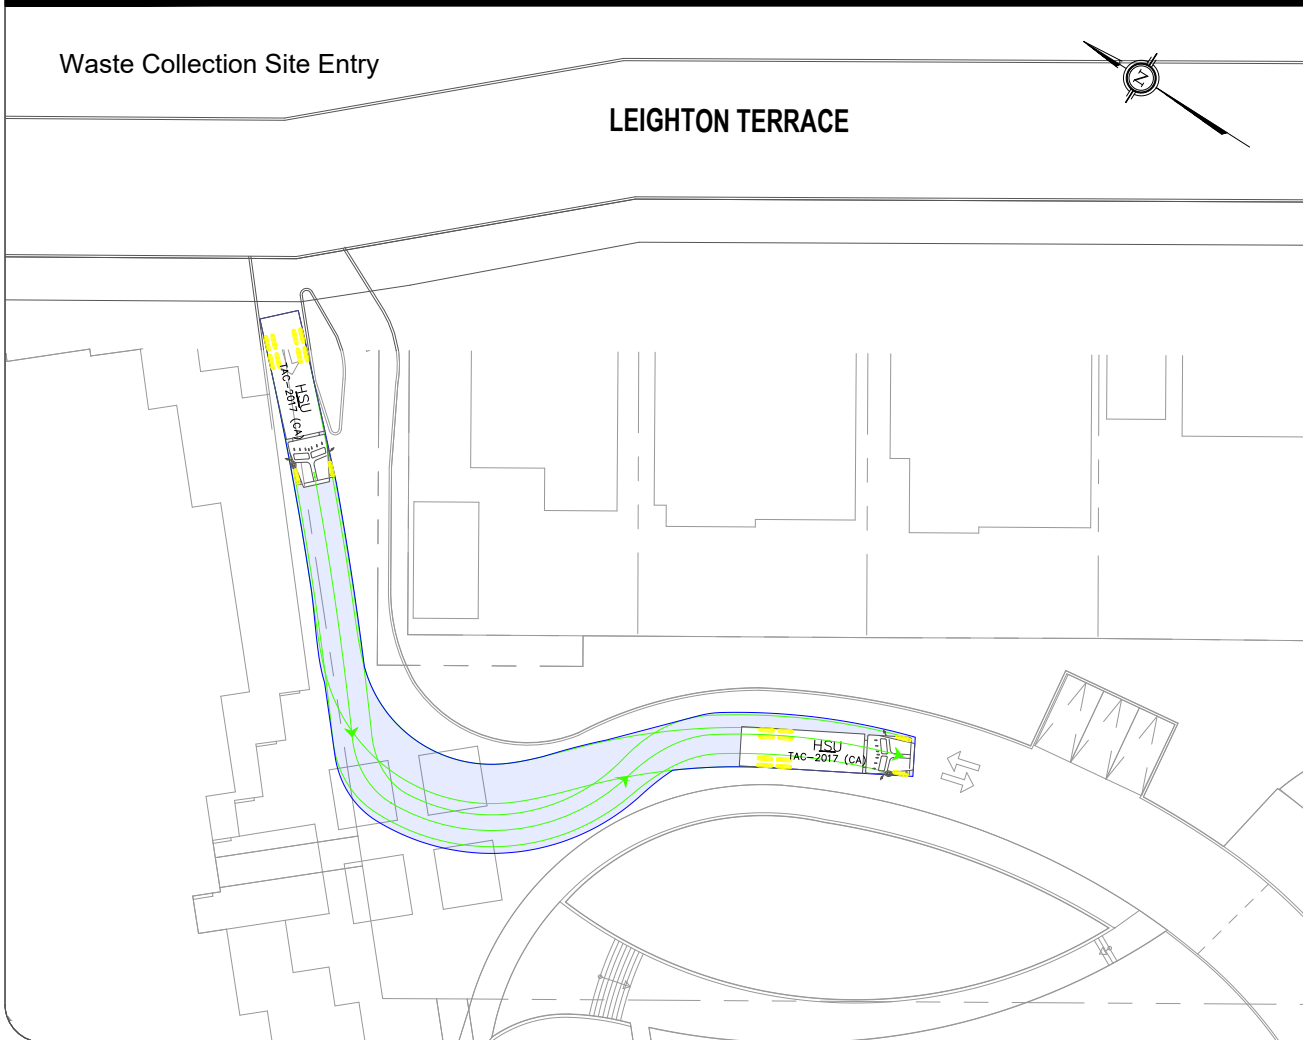 Waste Collection Site Entry
LEIGHTON TERRACE
N
HSU
TAC-2017 (CA)
HSU
TAC-2017 (CA)